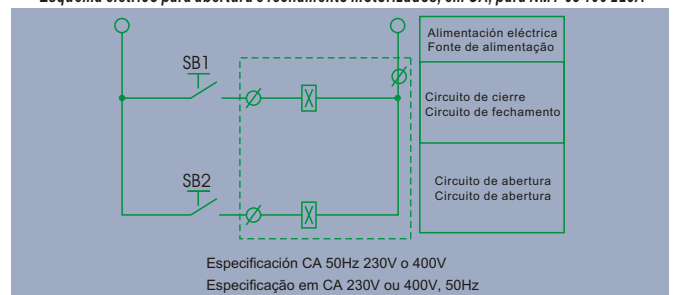 SB1
SB2
Alimentación eléctrica
Fonte de alimentação
Circuito de cierre
Circuito de fechamento
Circuito de abertura
Circuito de abertura
Especificación CA 50Hz 230V o 400V
Especificação em CA 230V ou 400V, 50Hz